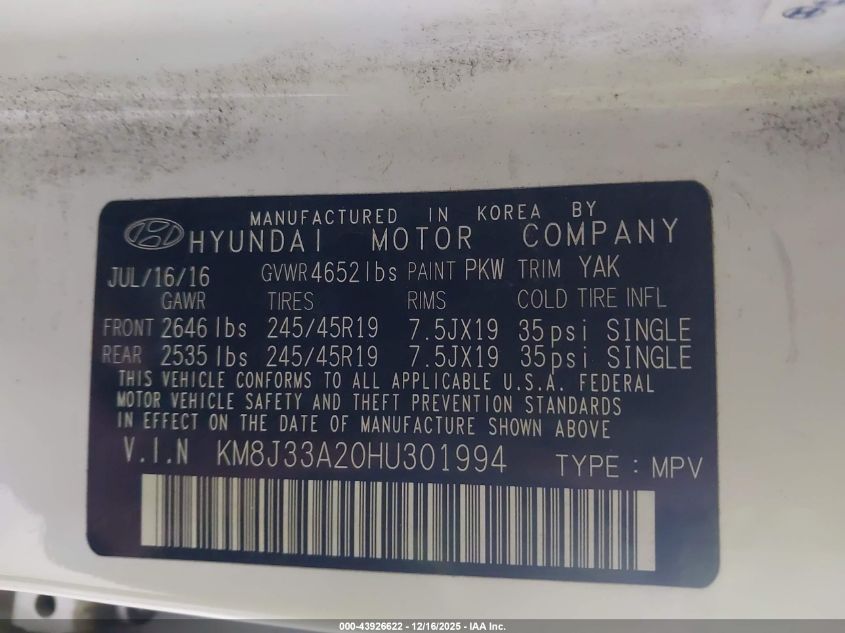 MANUFACTURED IN KOREA BY
HYUNDAI MOTOR COMPANY
JUL/16/16 GVWR 4652lbs PAINT PKW TRIM YAK
GAWR TIRES RIMS COLD TIRE INFL
FRONT 2646 lbs 245/45R19 7.5JX19 35psi SINGLE
REAR 2535 lbs 245/45R19 7.5JX19 35psi SINGLE
THIS VEHICLE CONFORMS TO ALL APPLICABLE U.S.A. FEDERAL
MOTOR VEHICLE SAFETY AND THEFT PREVENTION STANDARDS
IN EFFECT ON THE DATE OF MANUFACTURE SHOWN ABOVE
V.I.N KM8J33A20HU301994 TYPE : MPV
000-43926622 - 12/16/2025 - IAA Inc.